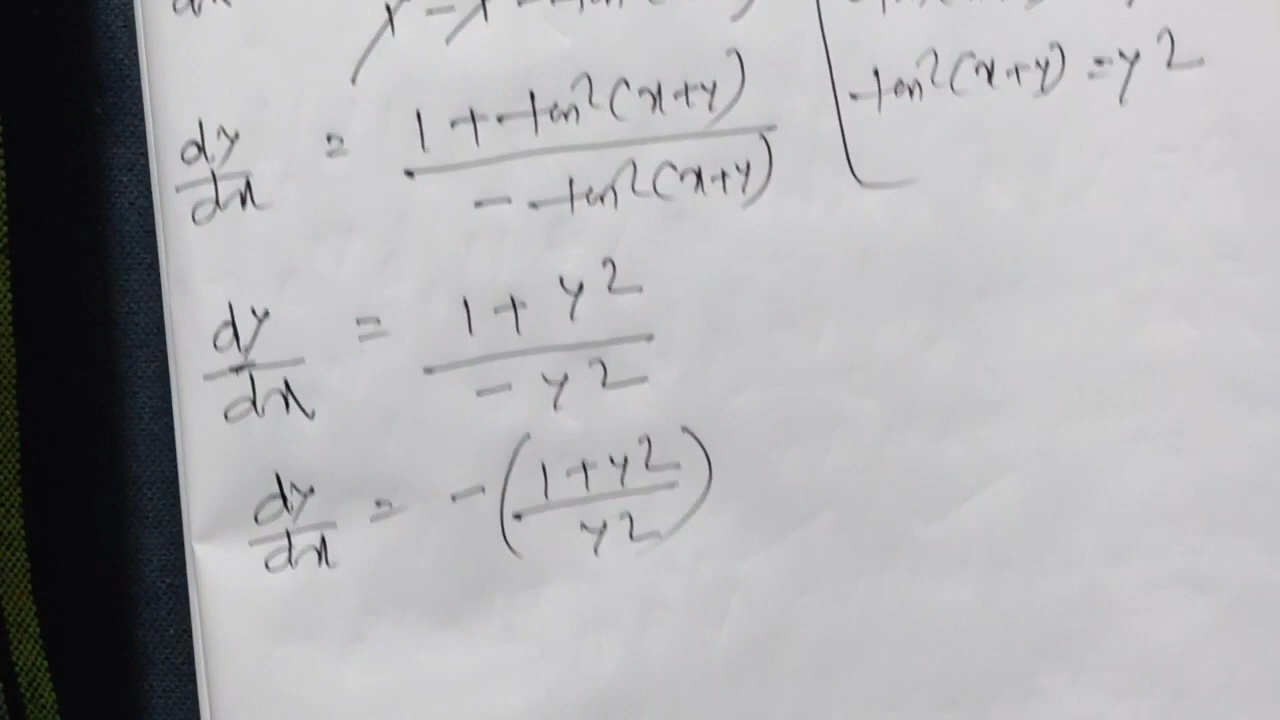 dy/dx = 1 + tan²(x+y) / - tan²(x+y)
tan²(x+y) = y²
dy/dx = 1 + y² / - y²
dy/dx = - (1 + y² / y²)